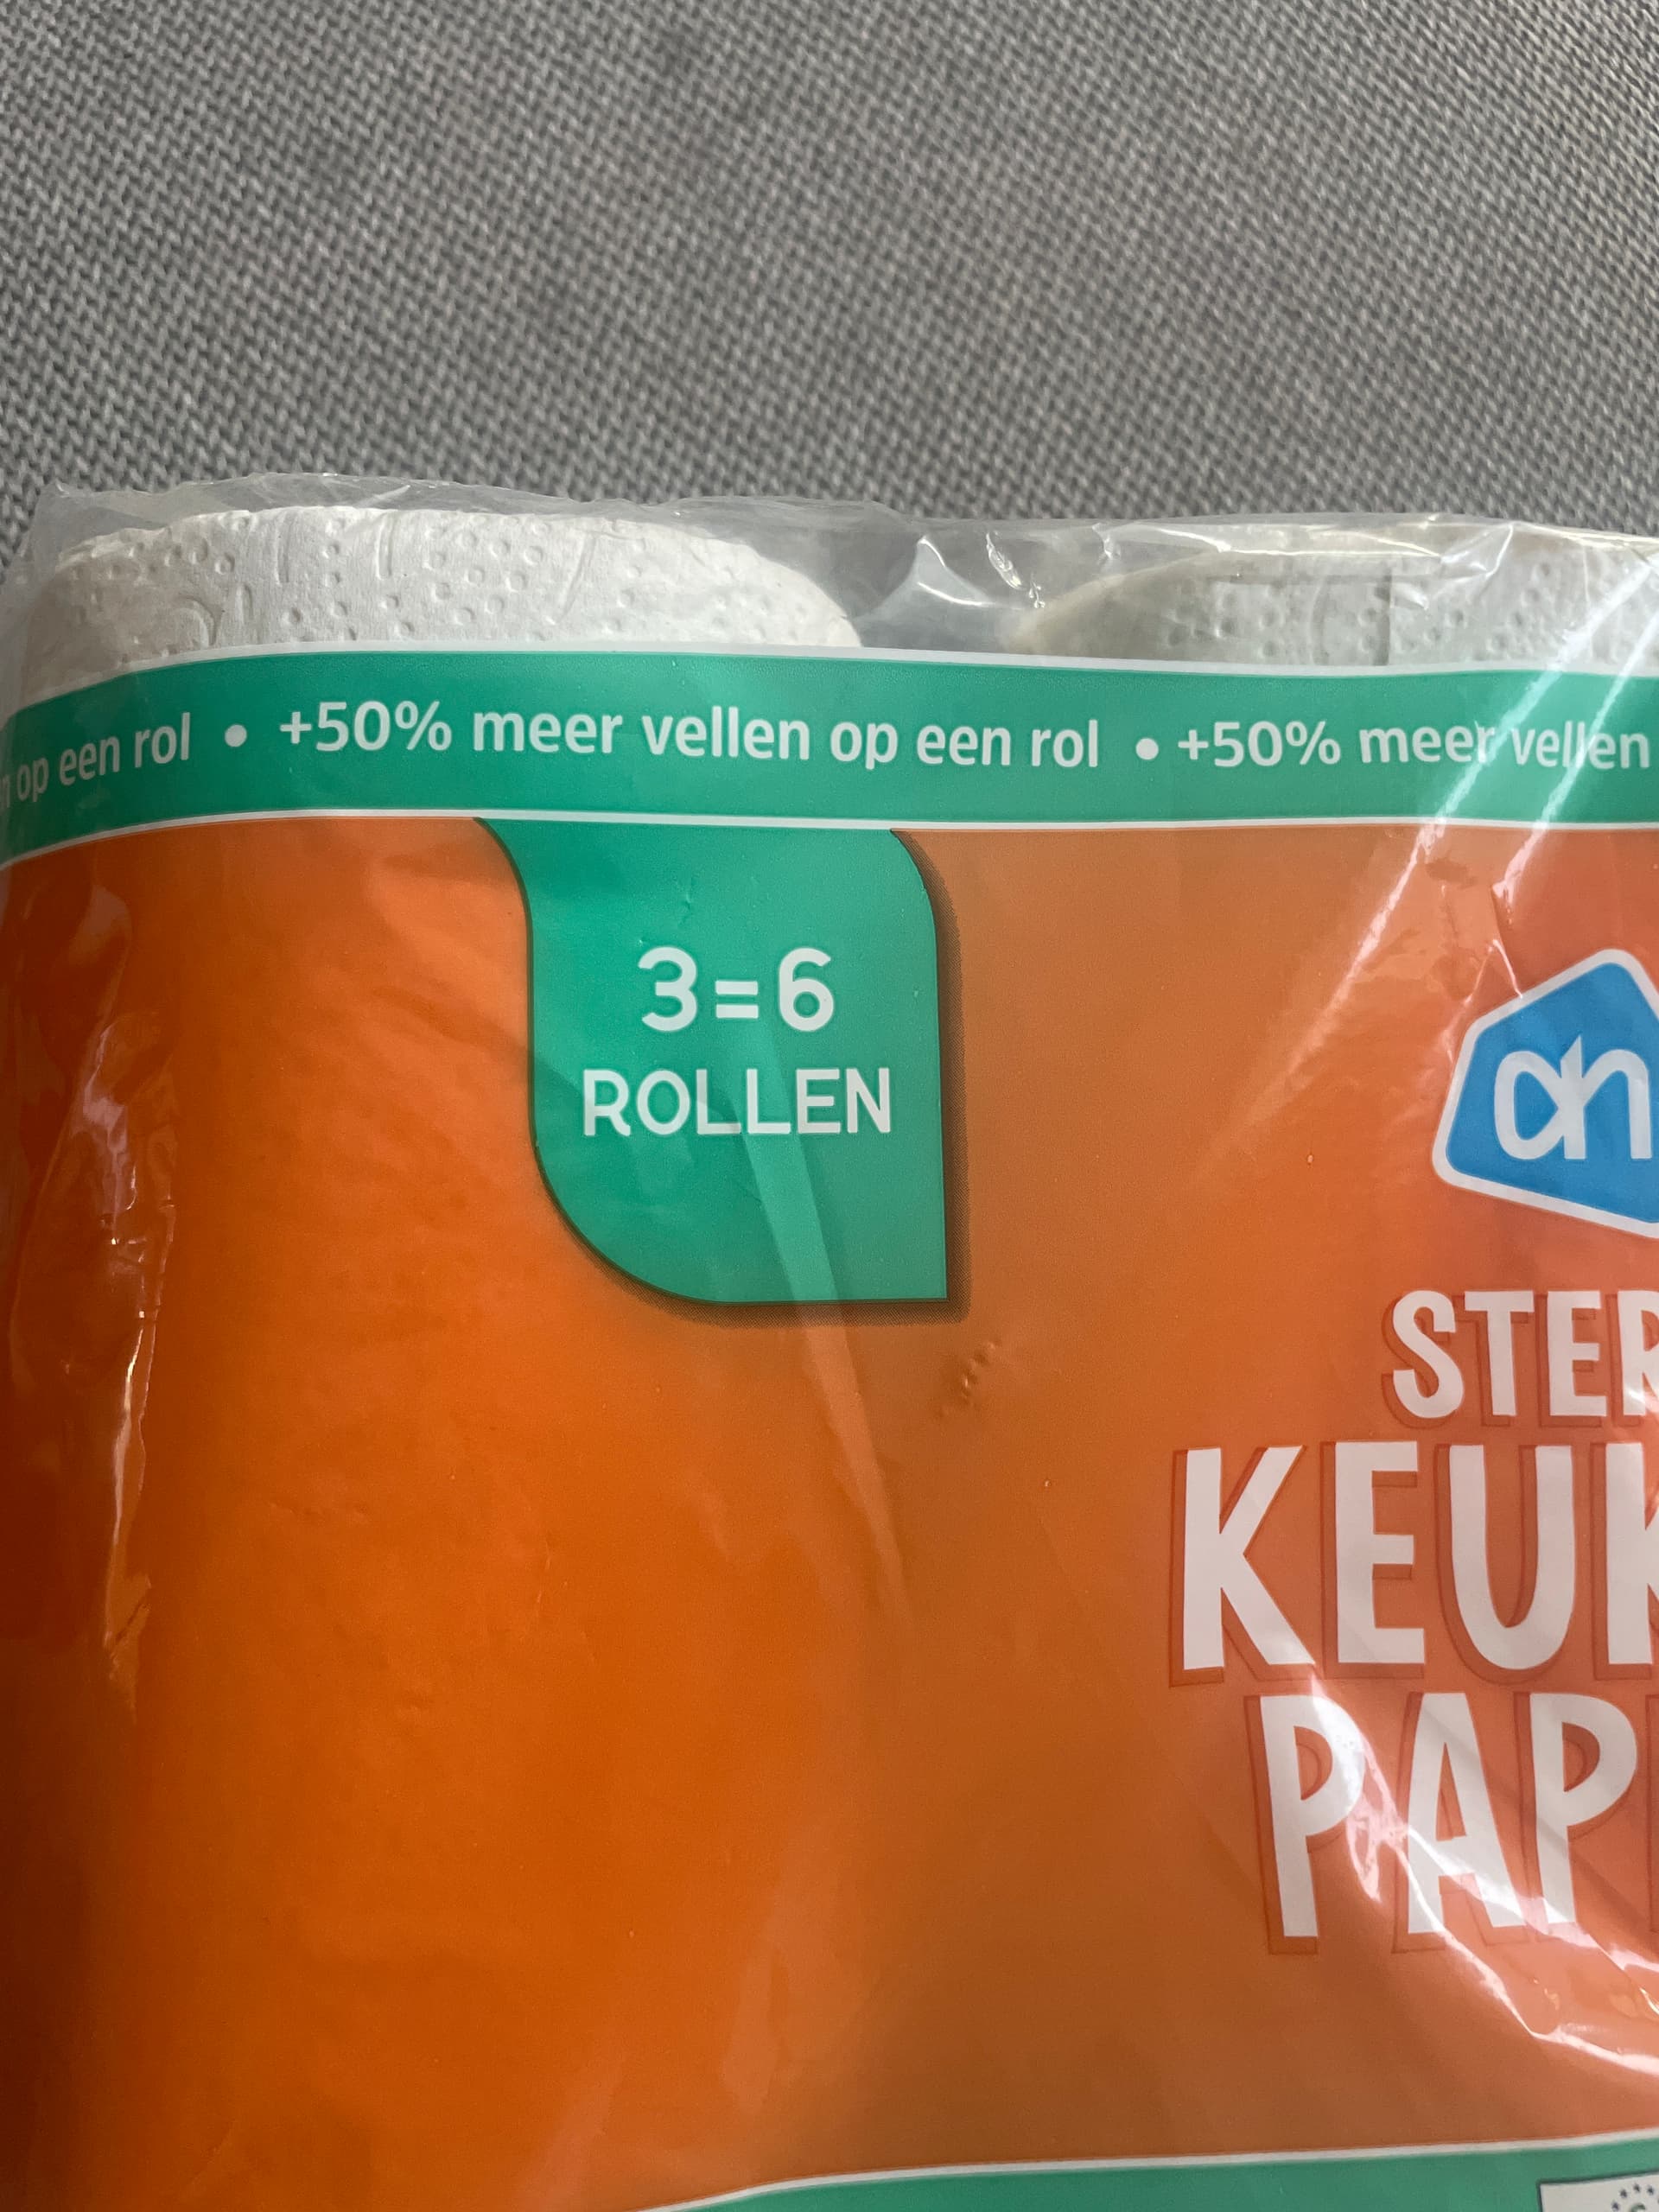 op een rol • +50% meer vellen op een rol • +50% meer vellen
3=6
ROLLEN
ah
STER
KEUK
PAP